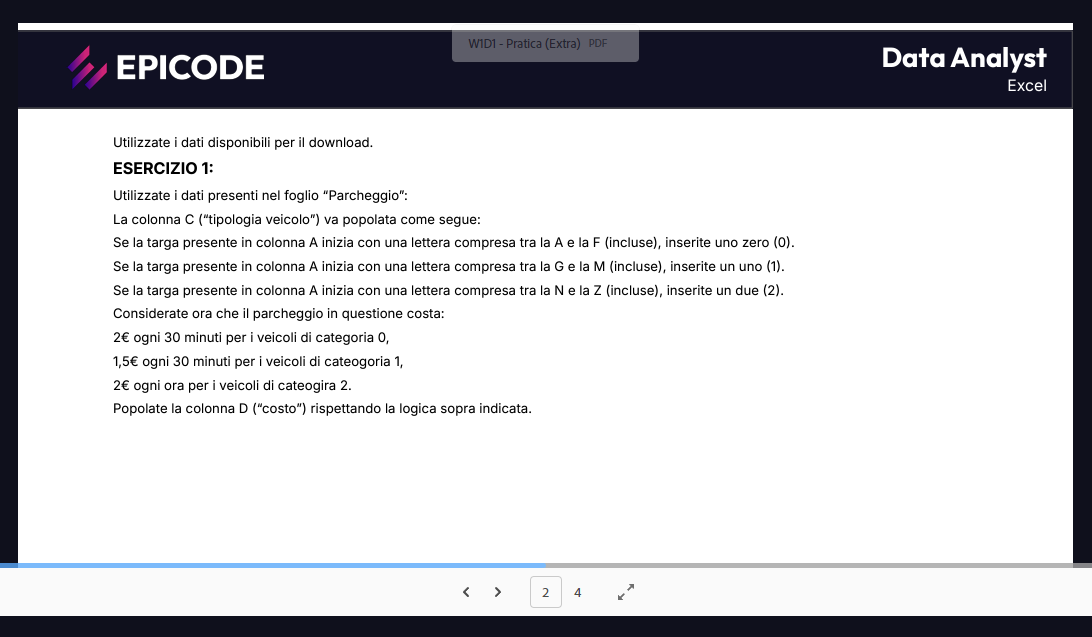 W1D1 - Pratica (Extra) PDF
EPICODE
Data Analyst
Excel
Utilizzate i dati disponibili per il download.
ESERCIZIO 1:
Utilizzate i dati presenti nel foglio “Parcheggio”:
La colonna C (“tipologia veicolo”) va popolata come segue:
Se la targa presente in colonna A inizia con una lettera compresa tra la A e la F (incluse), inserite uno zero (0).
Se la targa presente in colonna A inizia con una lettera compresa tra la G e la M (incluse), inserite un uno (1).
Se la targa presente in colonna A inizia con una lettera compresa tra la N e la Z (incluse), inserite un due (2).
Considerate ora che il parcheggio in questione costa:
2€ ogni 30 minuti per i veicoli di categoria 0,
1,5€ ogni 30 minuti per i veicoli di cateogoria 1,
2€ ogni ora per i veicoli di cateogira 2.
Popolate la colonna D (“costo”) rispettando la logica sopra indicata.
2 4